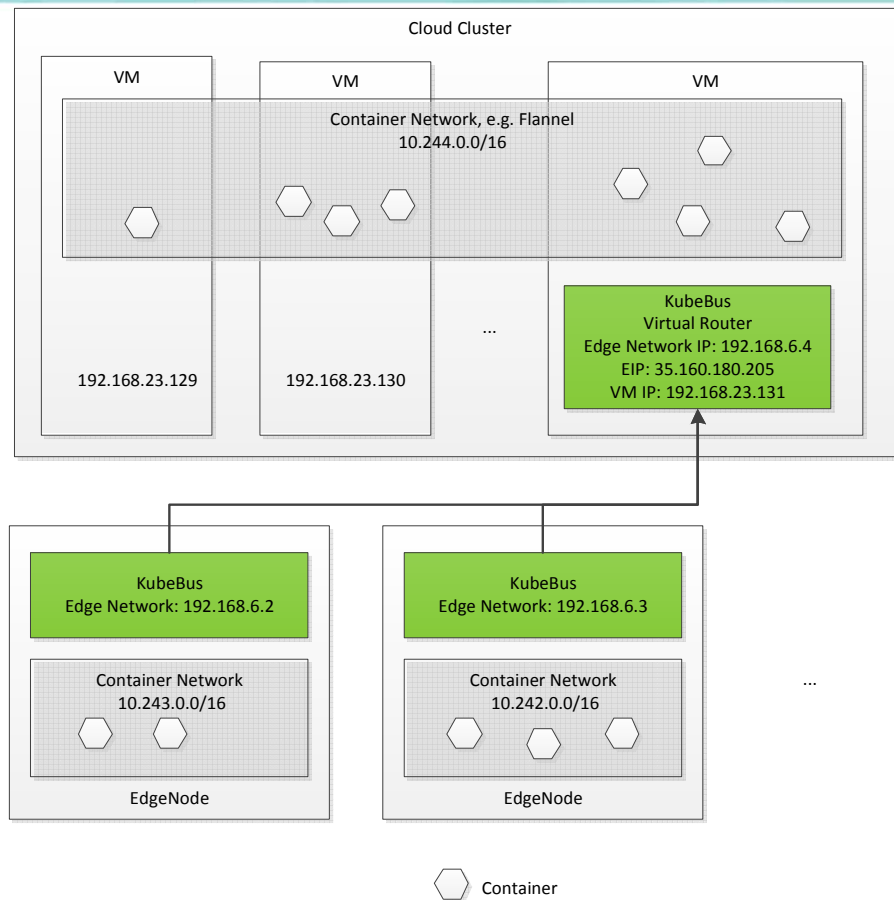 Cloud Cluster
VM
VM
VM
Container Network, e.g. Flannel
10.244.0.0/16
KubeBus
Virtual Router
Edge Network IP: 192.168.6.4
EIP: 35.160.180.205
VM IP: 192.168.23.131
...
192.168.23.129
192.168.23.130
KubeBus
Edge Network: 192.168.6.2
KubeBus
Edge Network: 192.168.6.3
Container Network
10.243.0.0/16
Container Network
10.242.0.0/16
...
EdgeNode
EdgeNode
Container